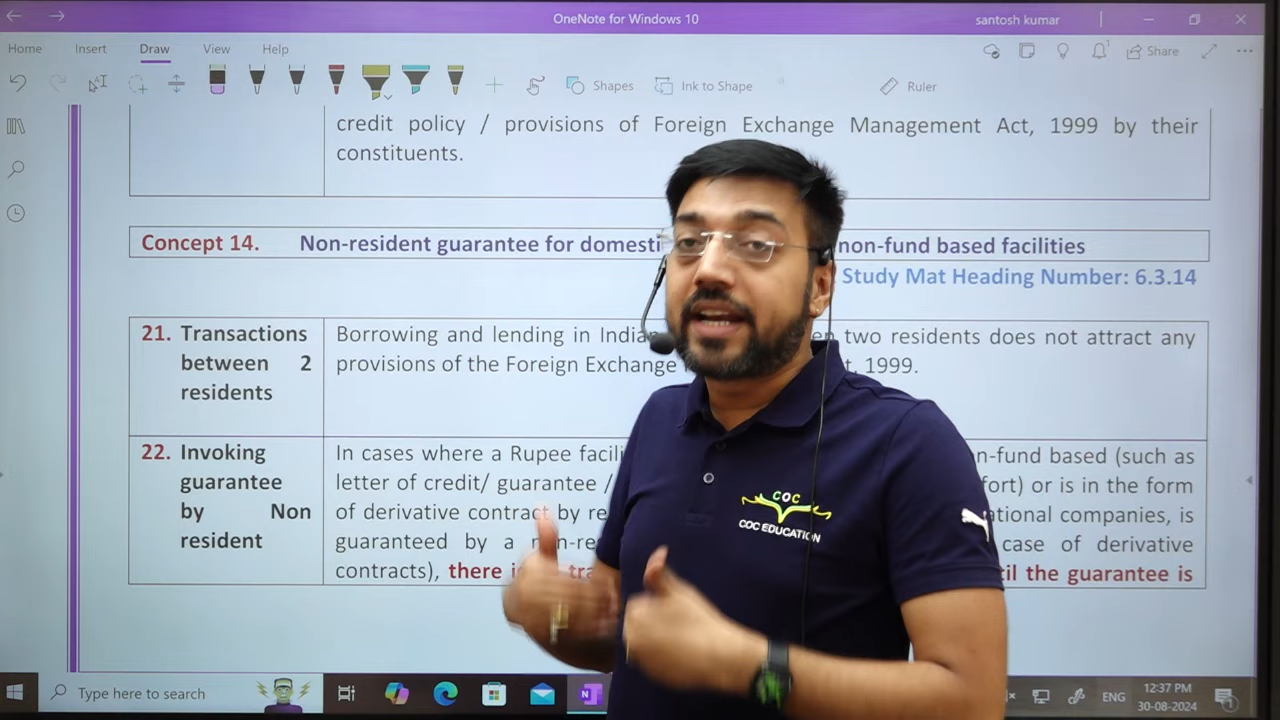 OneNote for Windows 10
santosh kumar
Home Insert Draw View Help
Share
Shapes Ink to Shape Ruler
credit policy / provisions of Foreign Exchange Management Act, 1999 by their
constituents.
Concept 14. Non-resident guarantee for domesti non-fund based facilities
Study Mat Heading Number: 6.3.14
21. Transactions between 2 residents
Borrowing and lending in India two residents does not attract any
provisions of the Foreign Exchange 1999.
22. Invoking guarantee by Non resident
In cases where a Rupee facili n-fund based (such as
letter of credit/ guarantee / fort) or is in the form
of derivative contract by re ational companies, is
guaranteed by a non-re case of derivative
contracts), there is tra til the guarantee is
COC
COC EDUCATION
Type here to search
ENG
12:37 PM
30-08-2024